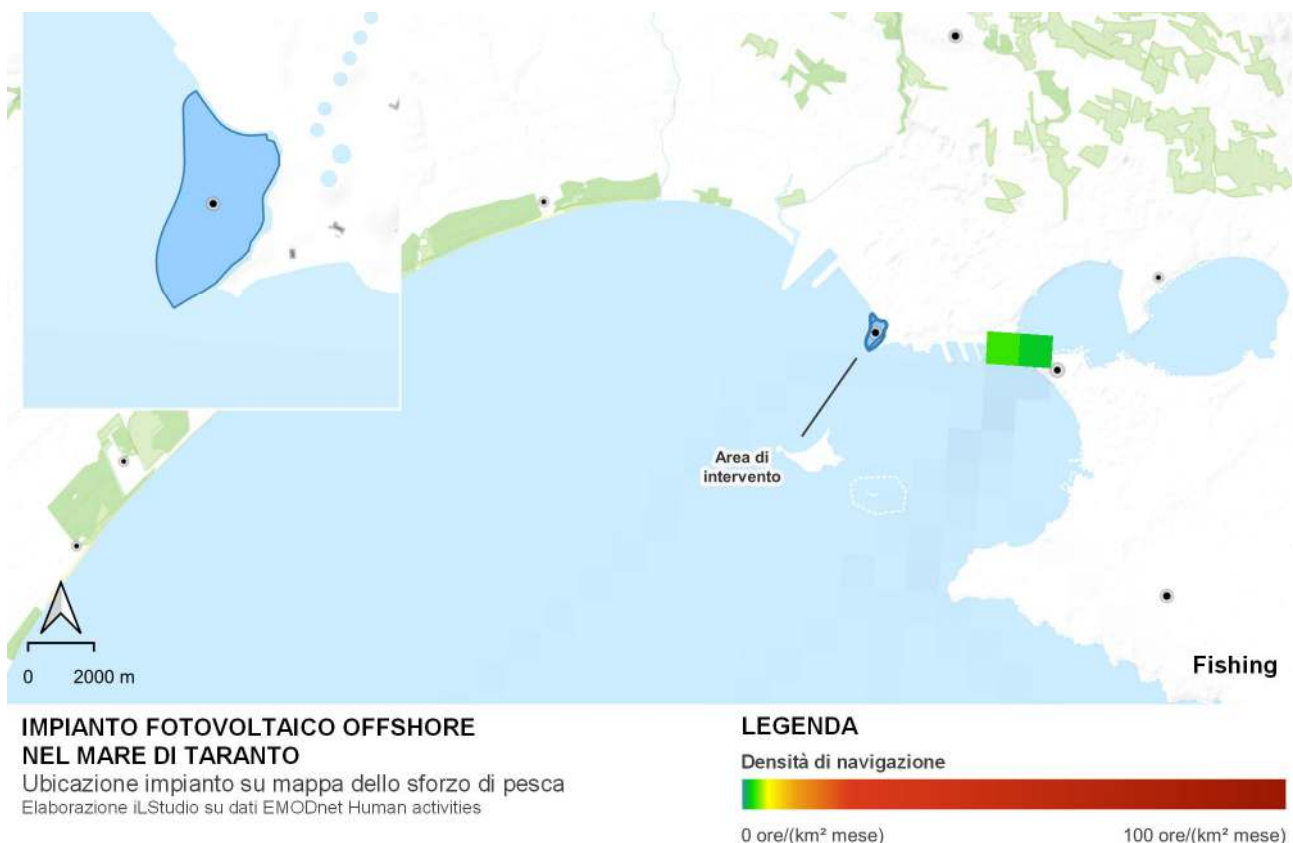 Area di
intervento
0 2000 m
Fishing
IMPIANTO FOTOVOLTAICO OFFSHORE
NEL MARE DI TARANTO
Ubicazione impianto su mappa dello sforzo di pesca
Elaborazione iLStudio su dati EMODnet Human activities
LEGENDA
Densità di navigazione
0 ore/(km² mese) 100 ore/(km² mese)